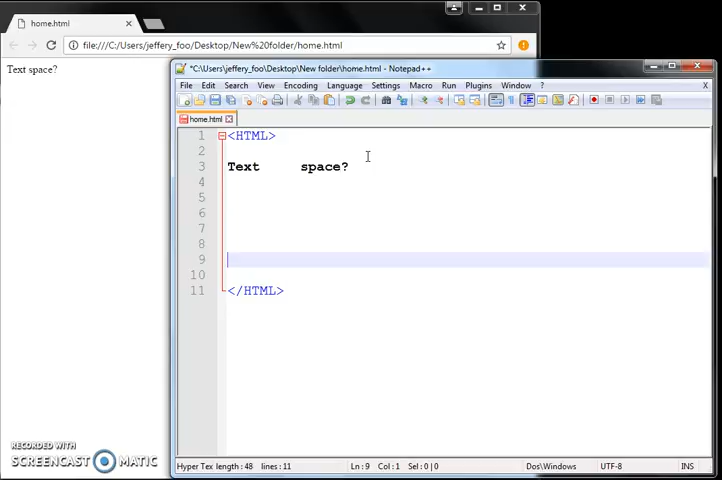 home.html
file:///C:/Users/jeffery_foo/Desktop/New%20folder/home.html
Text space?
*C:\Users\jeffery_foo\Desktop\New folder\home.html - Notepad++
File Edit Search View Encoding Language Settings Macro Run Plugins Window ? X
home.html
1 <HTML>
2
3 Text space?
4
5
6
7
8
9
10
11 </HTML>
RECORDED WITH
SCREENCAST MATIC
Hyper Tex length: 48 lines: 11 Ln: 9 Col: 1 Sel: 0 | 0 Dos\Windows UTF-8 INS